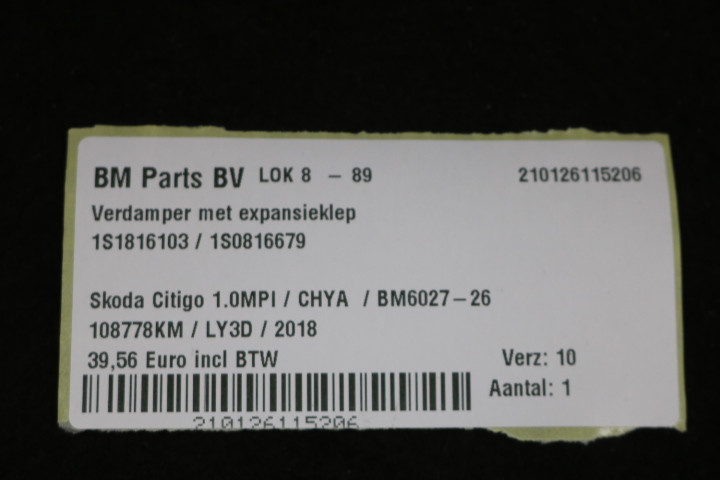 BM Parts BV LOK 8 - 89 210126115206
Verdamper met expansieklep
1S1816103 / 1S0816679
Skoda Citigo 1.0MPI / CHYA / BM6027-26
108778KM / LY3D / 2018
39,56 Euro incl BTW Verz: 10
Aantal: 1
210126115206